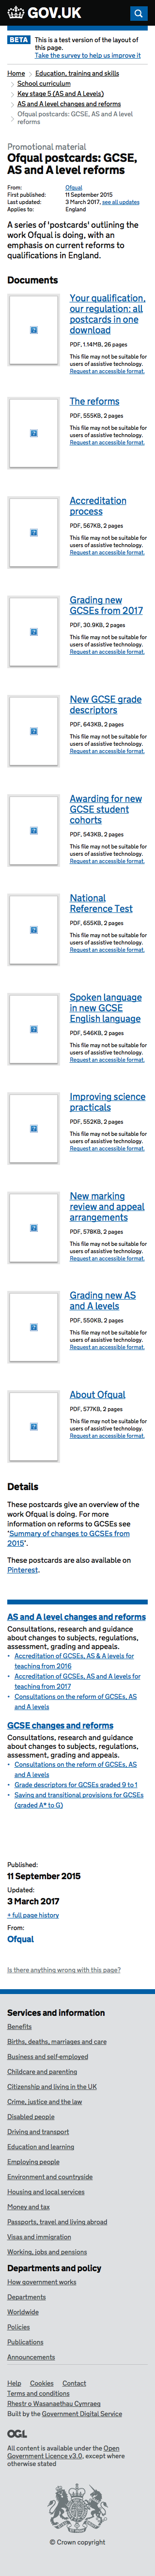 GOV.UK
BETA
This is a test version of the layout of
this page.
Take the survey to help us improve it
Home
Education, training and skills
School curriculum
Key stage 5 (AS and A Levels)
AS and A level changes and reforms
Ofqual postcards: GCSE, AS and A level
reforms
Promotional material
Ofqual postcards: GCSE,
AS and A level reforms
From: Ofqual
First published: 11 September 2015
Last updated: 3 March 2017, see all updates
Applies to: England
A series of 'postcards' outlining the
work Ofqual is doing, with an
emphasis on current reforms to
qualifications in England.
Documents
Your qualification,
our regulation: all
postcards in one
download
PDF, 1.14MB, 26 pages
This file may not be suitable for
users of assistive technology.
Request an accessible format.
The reforms
PDF, 555KB, 2 pages
This file may not be suitable for
users of assistive technology.
Request an accessible format.
Accreditation
process
PDF, 567KB, 2 pages
This file may not be suitable for
users of assistive technology.
Request an accessible format.
Grading new
GCSEs from 2017
PDF, 30.9KB, 2 pages
This file may not be suitable for
users of assistive technology.
Request an accessible format.
New GCSE grade
descriptors
PDF, 643KB, 2 pages
This file may not be suitable for
users of assistive technology.
Request an accessible format.
Awarding for new
GCSE student
cohorts
PDF, 543KB, 2 pages
This file may not be suitable for
users of assistive technology.
Request an accessible format.
National
Reference Test
PDF, 655KB, 2 pages
This file may not be suitable for
users of assistive technology.
Request an accessible format.
Spoken language
in new GCSE
English language
PDF, 546KB, 2 pages
This file may not be suitable for
users of assistive technology.
Request an accessible format.
Improving science
practicals
PDF, 552KB, 2 pages
This file may not be suitable for
users of assistive technology.
Request an accessible format.
New marking
review and appeal
arrangements
PDF, 578KB, 2 pages
This file may not be suitable for
users of assistive technology.
Request an accessible format.
Grading new AS
and A levels
PDF, 550KB, 2 pages
This file may not be suitable for
users of assistive technology.
Request an accessible format.
About Ofqual
PDF, 577KB, 2 pages
This file may not be suitable for
users of assistive technology.
Request an accessible format.
Details
These postcards are an overview of the
work Ofqual is doing. For more
information on reforms to GCSEs see
'Summary of changes to GCSEs from
2015'.
These postcards are also available on
Pinterest.
AS and A level changes and reforms
Consultations, research and guidance
about changes to subjects, regulations,
assessment, grading and appeals.
Accreditation of GCSEs, AS & A levels for
teaching from 2016
Accreditation of GCSEs, AS and A levels for
teaching from 2017
Consultations on the reform of GCSEs, AS
and A levels
GCSE changes and reforms
Consultations, research and guidance
about changes to subjects, regulations,
assessment, grading and appeals.
Consultations on the reform of GCSEs, AS
and A levels
Grade descriptors for GCSEs graded 9 to 1
Saving and transitional provisions for GCSEs
(graded A* to G)
Published:
11 September 2015
Updated:
3 March 2017
+ full page history
From:
Ofqual
Is there anything wrong with this page?
Services and information
Benefits
Births, deaths, marriages and care
Business and self-employed
Childcare and parenting
Citizenship and living in the UK
Crime, justice and the law
Disabled people
Driving and transport
Education and learning
Employing people
Environment and countryside
Housing and local services
Money and tax
Passports, travel and living abroad
Visas and immigration
Working, jobs and pensions
Departments and policy
How government works
Departments
Worldwide
Policies
Publications
Announcements
Help Cookies Contact
Terms and conditions
Rhestr o Wasanaethau Cymraeg
Built by the Government Digital Service
OGL
All content is available under the Open
Government Licence v3.0, except where
otherwise stated
© Crown copyright